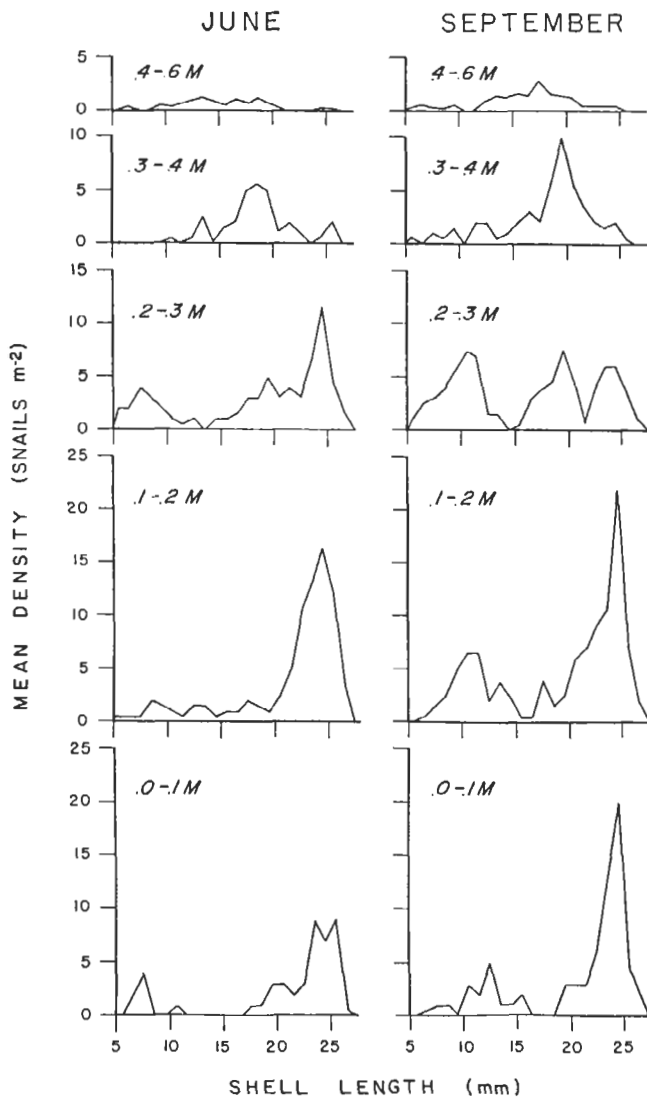 JUNE SEPTEMBER
.4-.6 M .4-.6 M
5
0
.3-.4 M .3-.4 M
10
5
0
.2-.3 M .2-.3 M
15
10
5
0
.1-.2 M .1-.2 M
25
20
15
10
5
0
.0-.1 M .0-.1 M
25
20
15
10
5
0
5 10 15 20 25 5 10 15 20 25
MEAN DENSITY (SNAILS m⁻²)
SHELL LENGTH (mm)